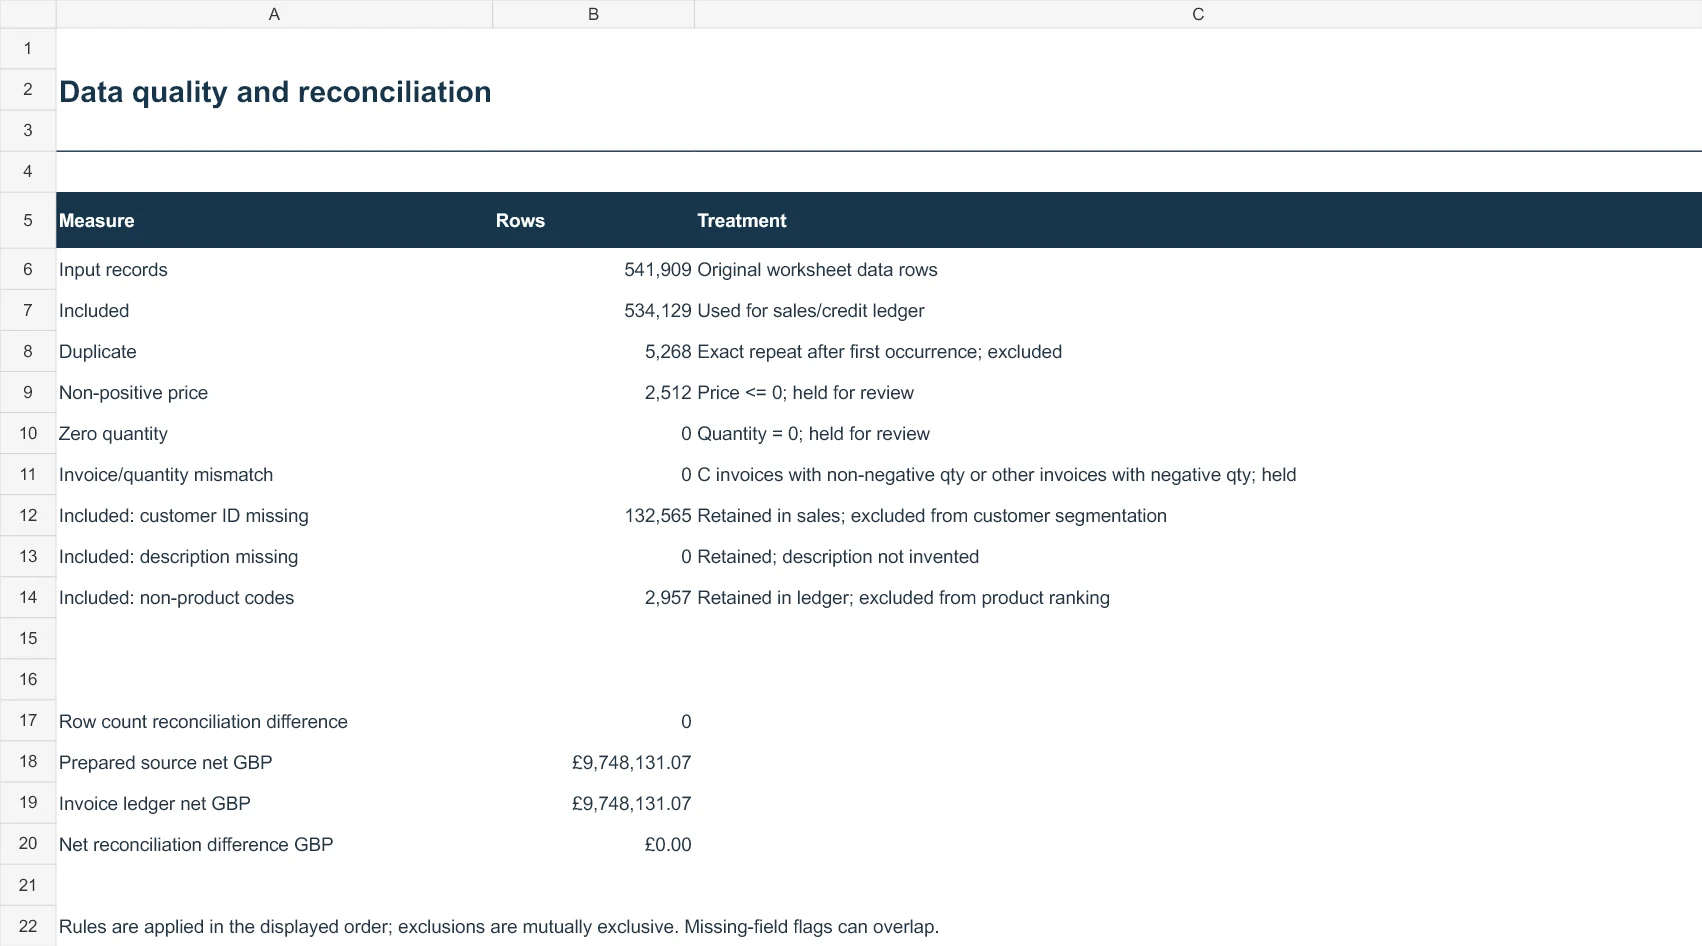 A B C
1
2 Data quality and reconciliation
3
4
5 Measure Rows Treatment
6 Input records 541,909 Original worksheet data rows
7 Included 534,129 Used for sales/credit ledger
8 Duplicate 5,268 Exact repeat after first occurrence; excluded
9 Non-positive price 2,512 Price <= 0; held for review
10 Zero quantity 0 Quantity = 0; held for review
11 Invoice/quantity mismatch 0 C invoices with non-negative qty or other invoices with negative qty; held
12 Included: customer ID missing 132,565 Retained in sales; excluded from customer segmentation
13 Included: description missing 0 Retained; description not invented
14 Included: non-product codes 2,957 Retained in ledger; excluded from product ranking
15
16
17 Row count reconciliation difference 0
18 Prepared source net GBP £9,748,131.07
19 Invoice ledger net GBP £9,748,131.07
20 Net reconciliation difference GBP £0.00
21
22 Rules are applied in the displayed order; exclusions are mutually exclusive. Missing-field flags can overlap.